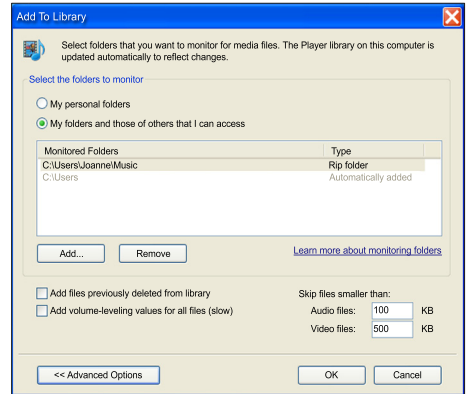 Add To Library
Select folders that you want to monitor for media files. The Player library on this computer is
updated automatically to reflect changes.
Select the folders to monitor
My personal folders
My folders and those of others that I can access
Monitored Folders Type
C:\Users\Joanne\Music Rip folder
C:\Users Automatically added
Add... Remove Learn more about monitoring folders
Add files previously deleted from library Skip files smaller than:
Add volume-leveling values for all files (slow) Audio files: 100 KB
Video files: 500 KB
<< Advanced Options OK Cancel